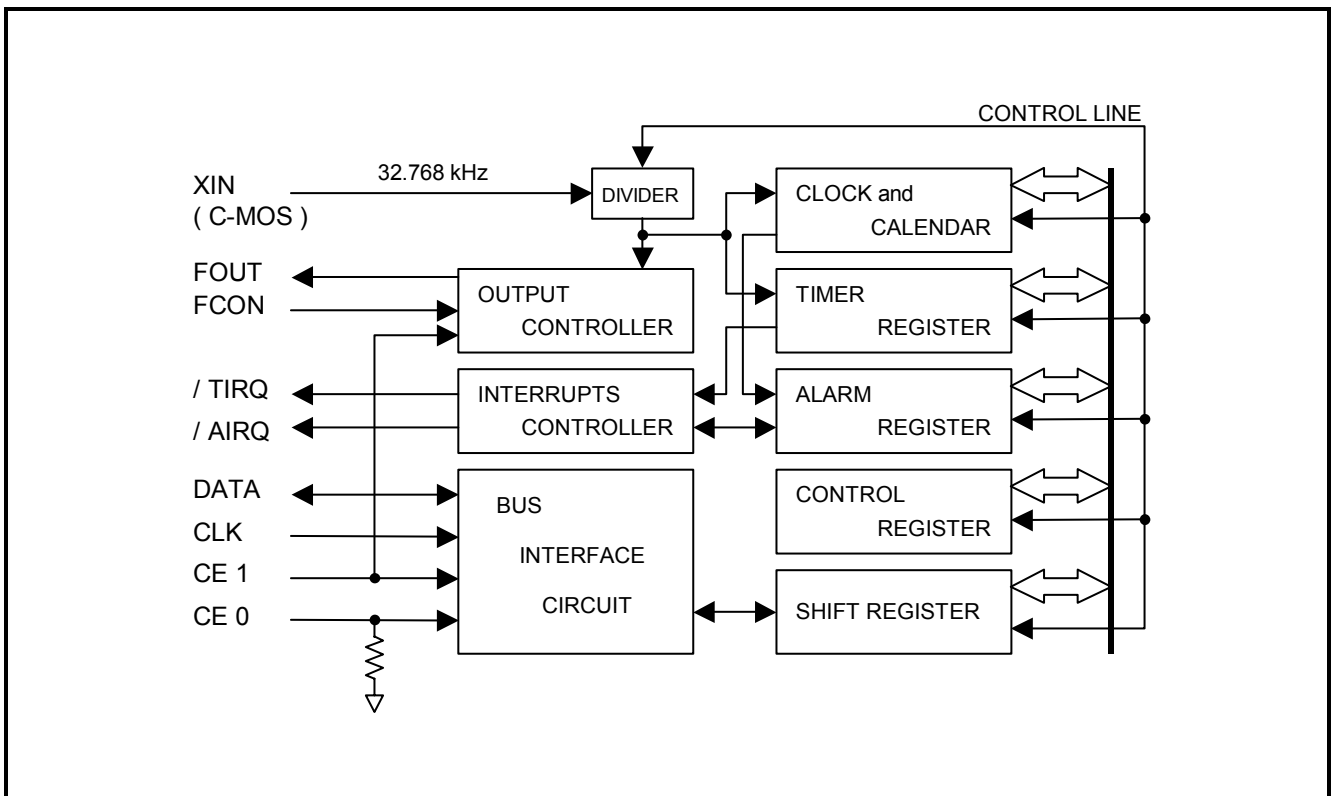 CONTROL LINE
XIN
( C-MOS )
32.768 kHz
DIVIDER
CLOCK and
CALENDAR
FOUT
FCON
OUTPUT
CONTROLLER
TIMER
REGISTER
/ TIRQ
/ AIRQ
INTERRUPTS
CONTROLLER
ALARM
REGISTER
DATA
CLK
CE 1
CE 0
BUS
INTERFACE
CIRCUIT
CONTROL
REGISTER
SHIFT REGISTER